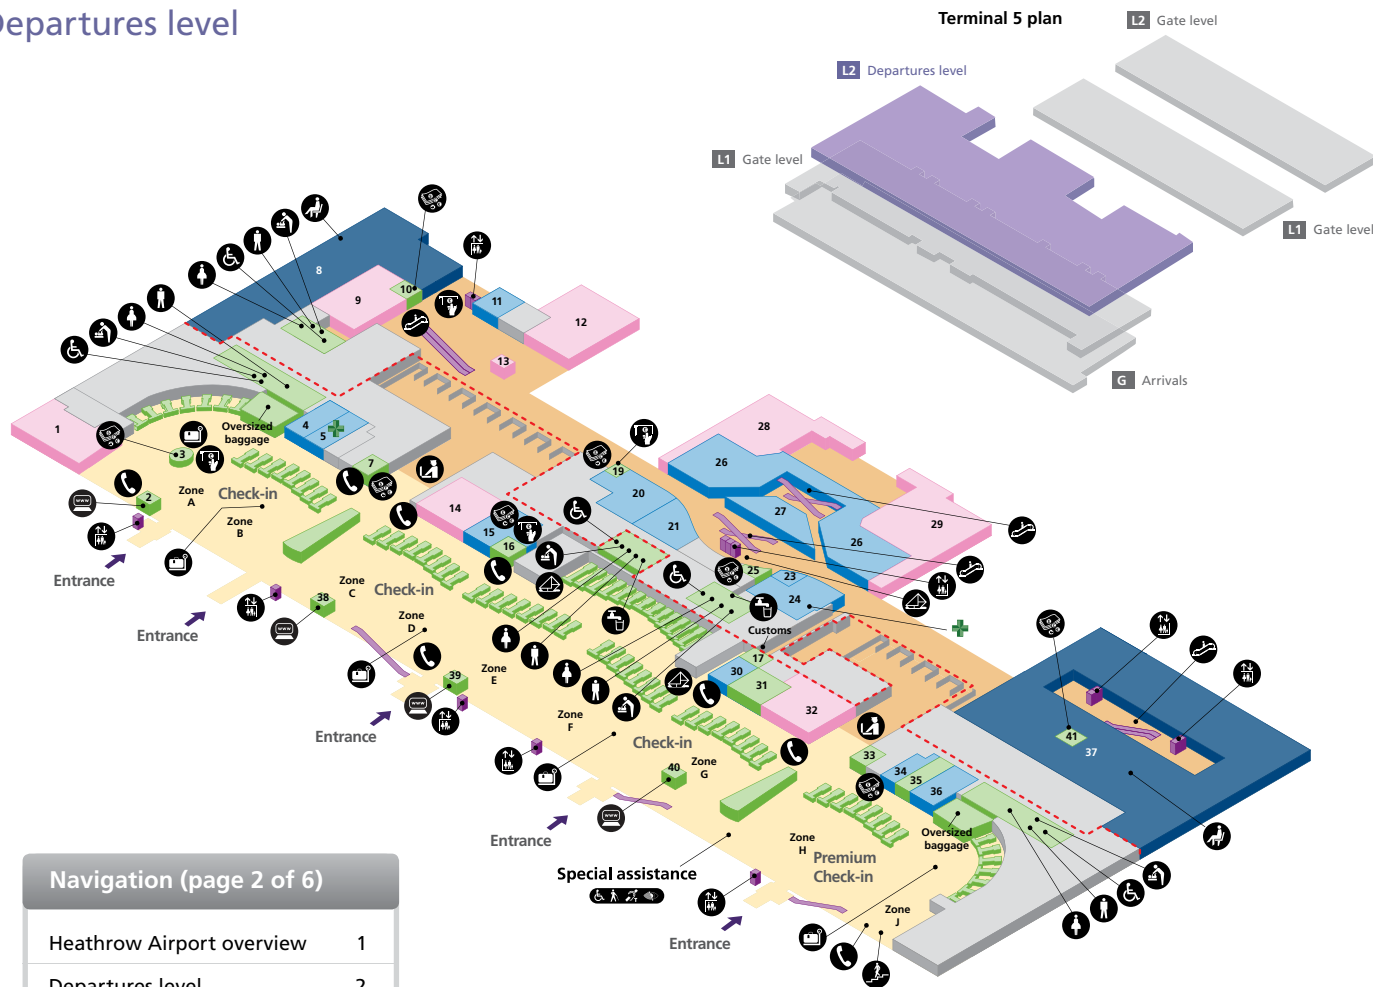 Departures level
Terminal 5 plan
L2 Gate level
L2 Departures level
L1 Gate level
L1 Gate level
G Arrivals
8
9
10
11
12
13
1
4
5
Oversized
baggage
3
7
2
Zone
A
Check-in
Zone
B
Entrance
14
15
16
19
20
21
28
26
27
26
29
25
23
24
Customs
17
30
31
32
Zone
C
Check-in
38
Zone
D
Entrance
39
Zone
E
Entrance
Zone
F
Check-in
40
Zone
G
Entrance
33
34
35
36
41
37
Oversized
baggage
Zone
H
Premium
Check-in
Special assistance
Zone
J
Entrance
www
www
www
www
Navigation (page 2 of 6)
Heathrow Airport overview 1
Departures level 2